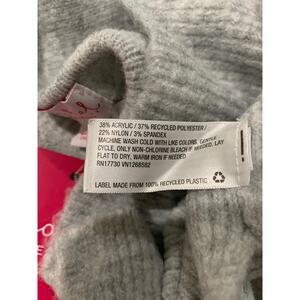 38% ACRYLIC / 37% RECYCLED POLYESTER /
22% NYLON / 3% SPANDEX
MACHINE WASH COLD WITH LIKE COLORS, GENTLE
CYCLE, ONLY NON-CHLORINE BLEACH IF NEEDED, LAY
FLAT TO DRY, WARM IRON IF NEEDED.
RN17730 VN1268582
LABEL MADE FROM 100% RECYCLED PLASTIC